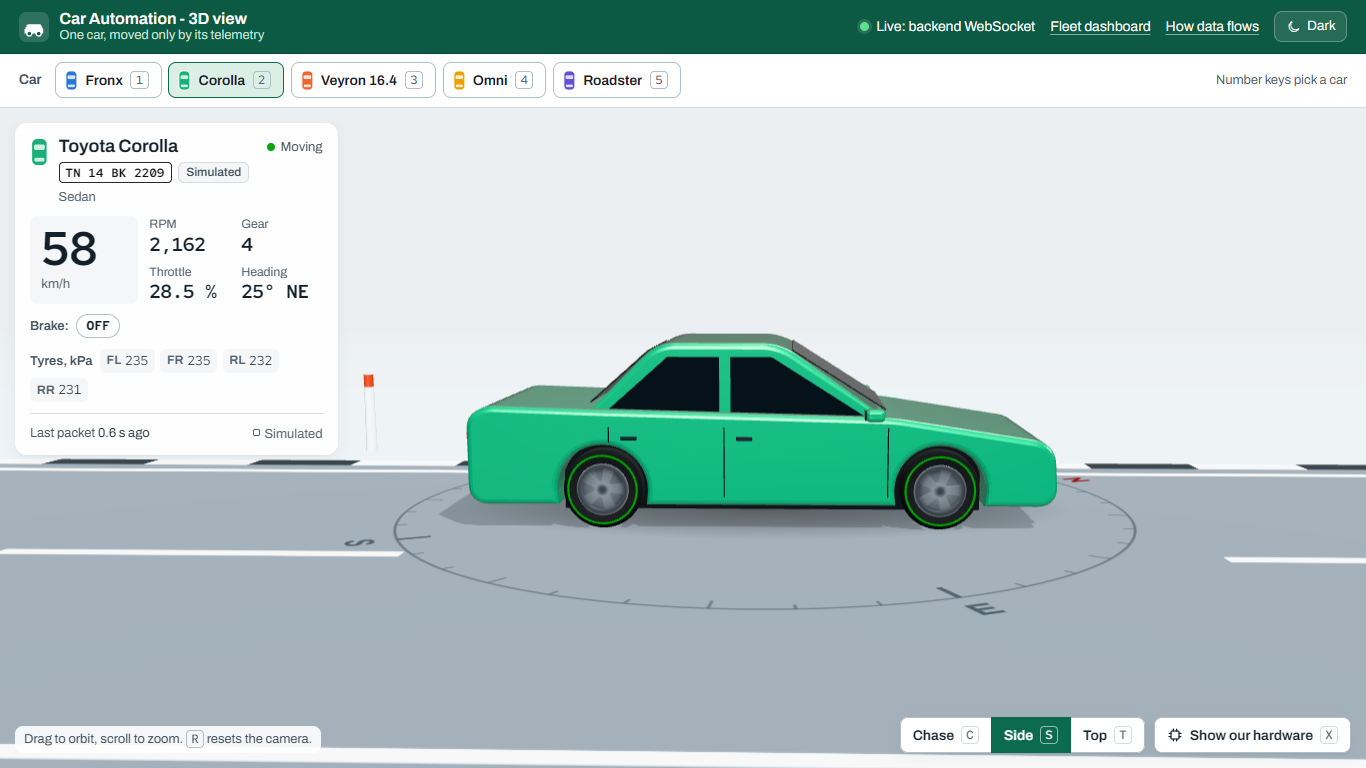 Car Automation - 3D view
One car, moved only by its telemetry
Live: backend WebSocket Fleet dashboard How data flows Dark
Car Fronx 1 Corolla 2 Veyron 16.4 3 Omni 4 Roadster 5 Number keys pick a car
Toyota Corolla Moving
TN 14 BK 2209 Simulated
Sedan
58
km/h
RPM Gear
2,162 4
Throttle Heading
28.5 % 25° NE
Brake: OFF
Tyres, kPa FL 235 FR 235 RL 232
RR 231
Last packet 0.6 s ago Simulated
N
S
E
Drag to orbit, scroll to zoom. R resets the camera.
Chase C Side S Top T Show our hardware X